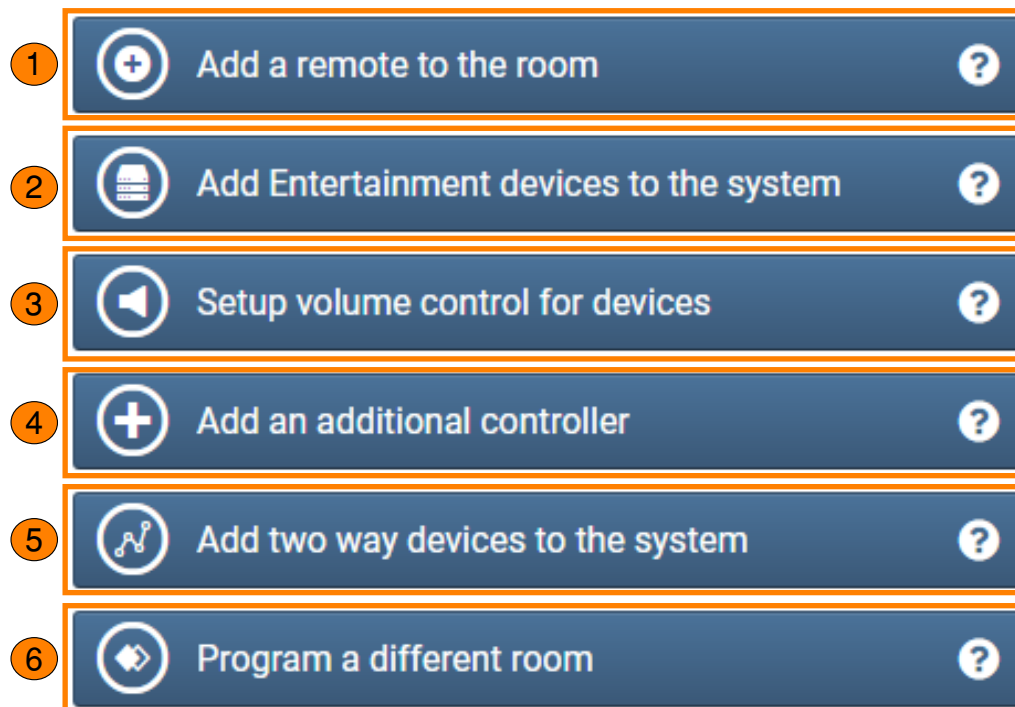 1 Add a remote to the room ?
2 Add Entertainment devices to the system ?
3 Setup volume control for devices ?
4 Add an additional controller ?
5 Add two way devices to the system ?
6 Program a different room ?